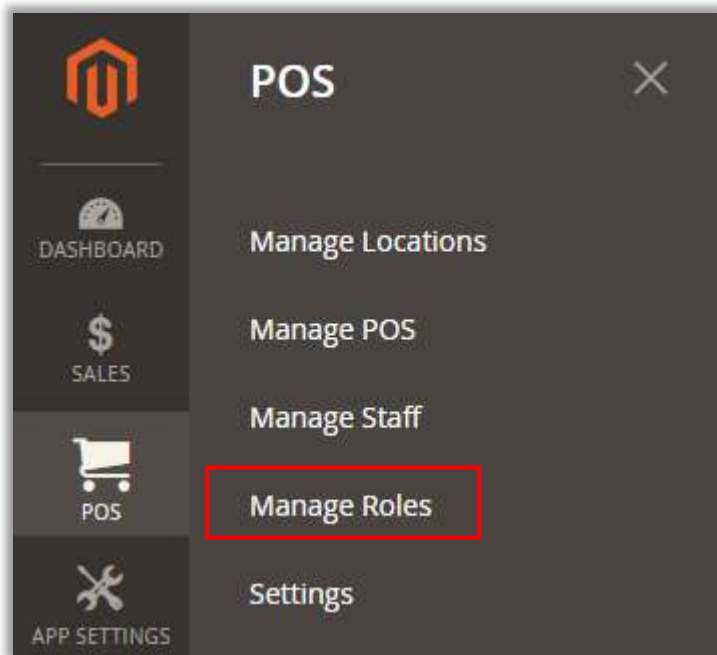 POS
DASHBOARD
Manage Locations
Manage POS
$
SALES
Manage Staff
POS
Manage Roles
Settings
APP SETTINGS